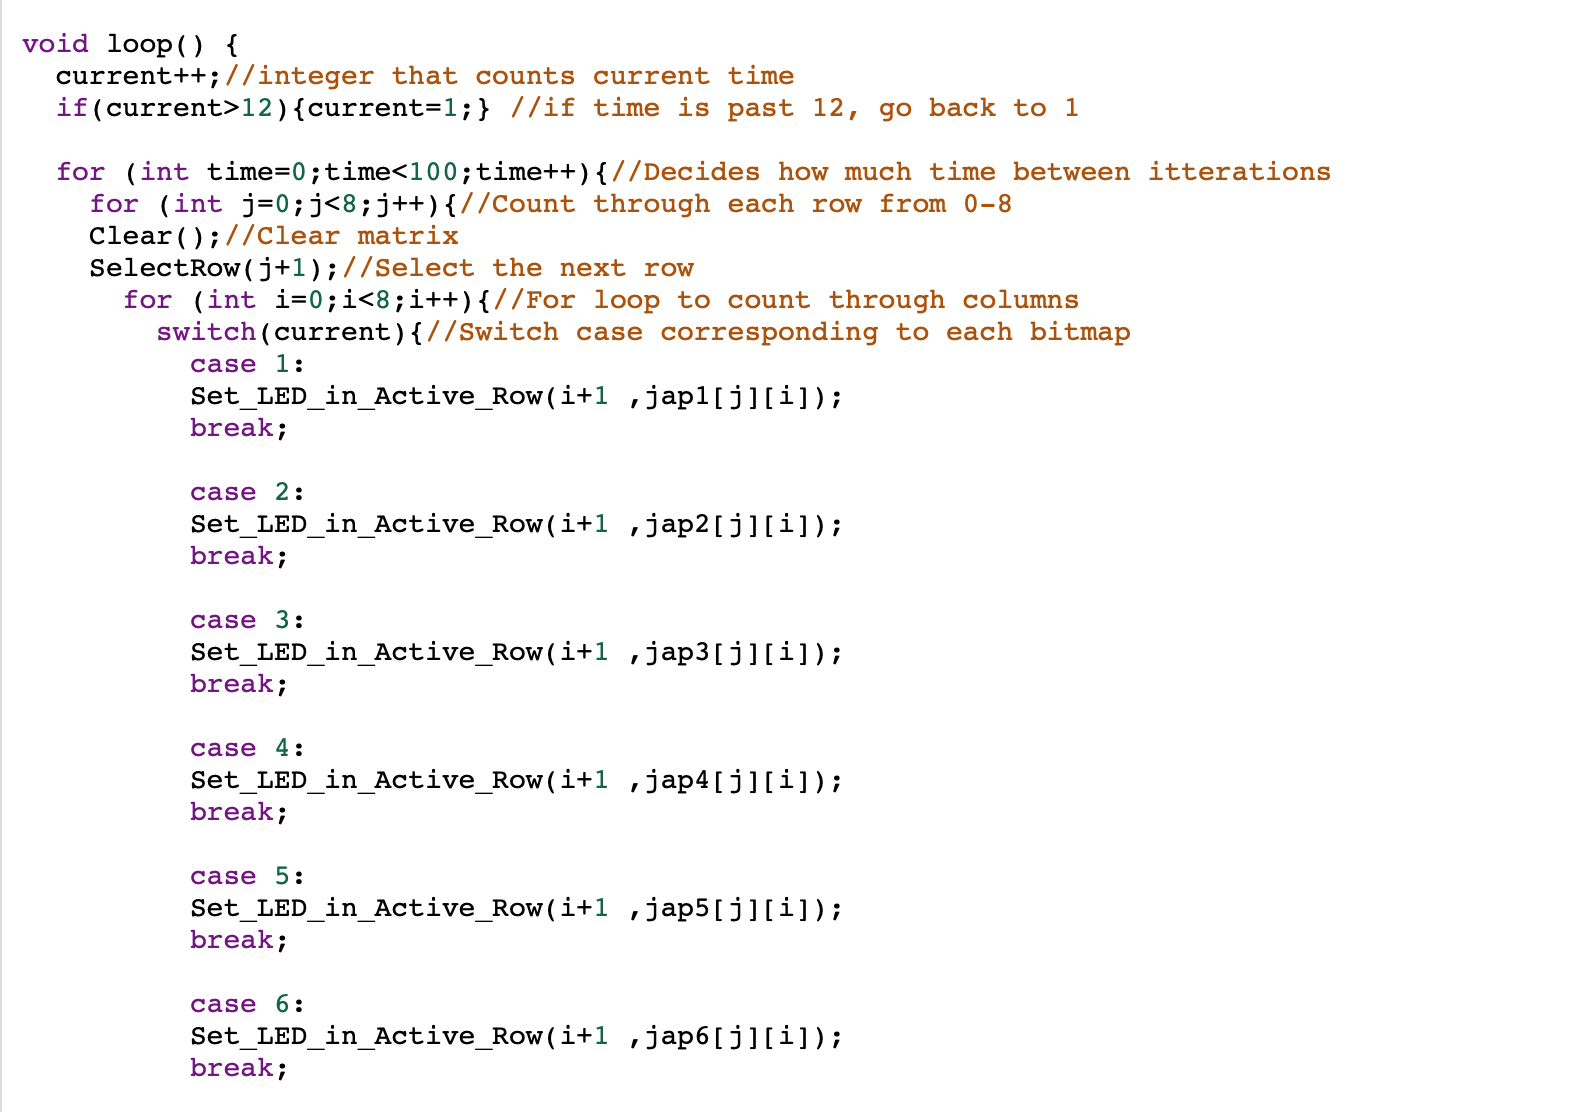 void loop() {
current++;//integer that counts current time
if(current>12){current=1;} //if time is past 12, go back to 1
for (int time=0;time<100;time++){//Decides how much time between itterations
for (int j=0;j<8;j++){//Count through each row from 0-8
Clear();//Clear matrix
SelectRow(j+1);//Select the next row
for (int i=0;i<8;i++){//For loop to count through columns
switch(current){//Switch case corresponding to each bitmap
case 1:
Set_LED_in_Active_Row(i+1 ,jap1[j][i]);
break;
case 2:
Set_LED_in_Active_Row(i+1 ,jap2[j][i]);
break;
case 3:
Set_LED_in_Active_Row(i+1 ,jap3[j][i]);
break;
case 4:
Set_LED_in_Active_Row(i+1 ,jap4[j][i]);
break;
case 5:
Set_LED_in_Active_Row(i+1 ,jap5[j][i]);
break;
case 6:
Set_LED_in_Active_Row(i+1 ,jap6[j][i]);
break;